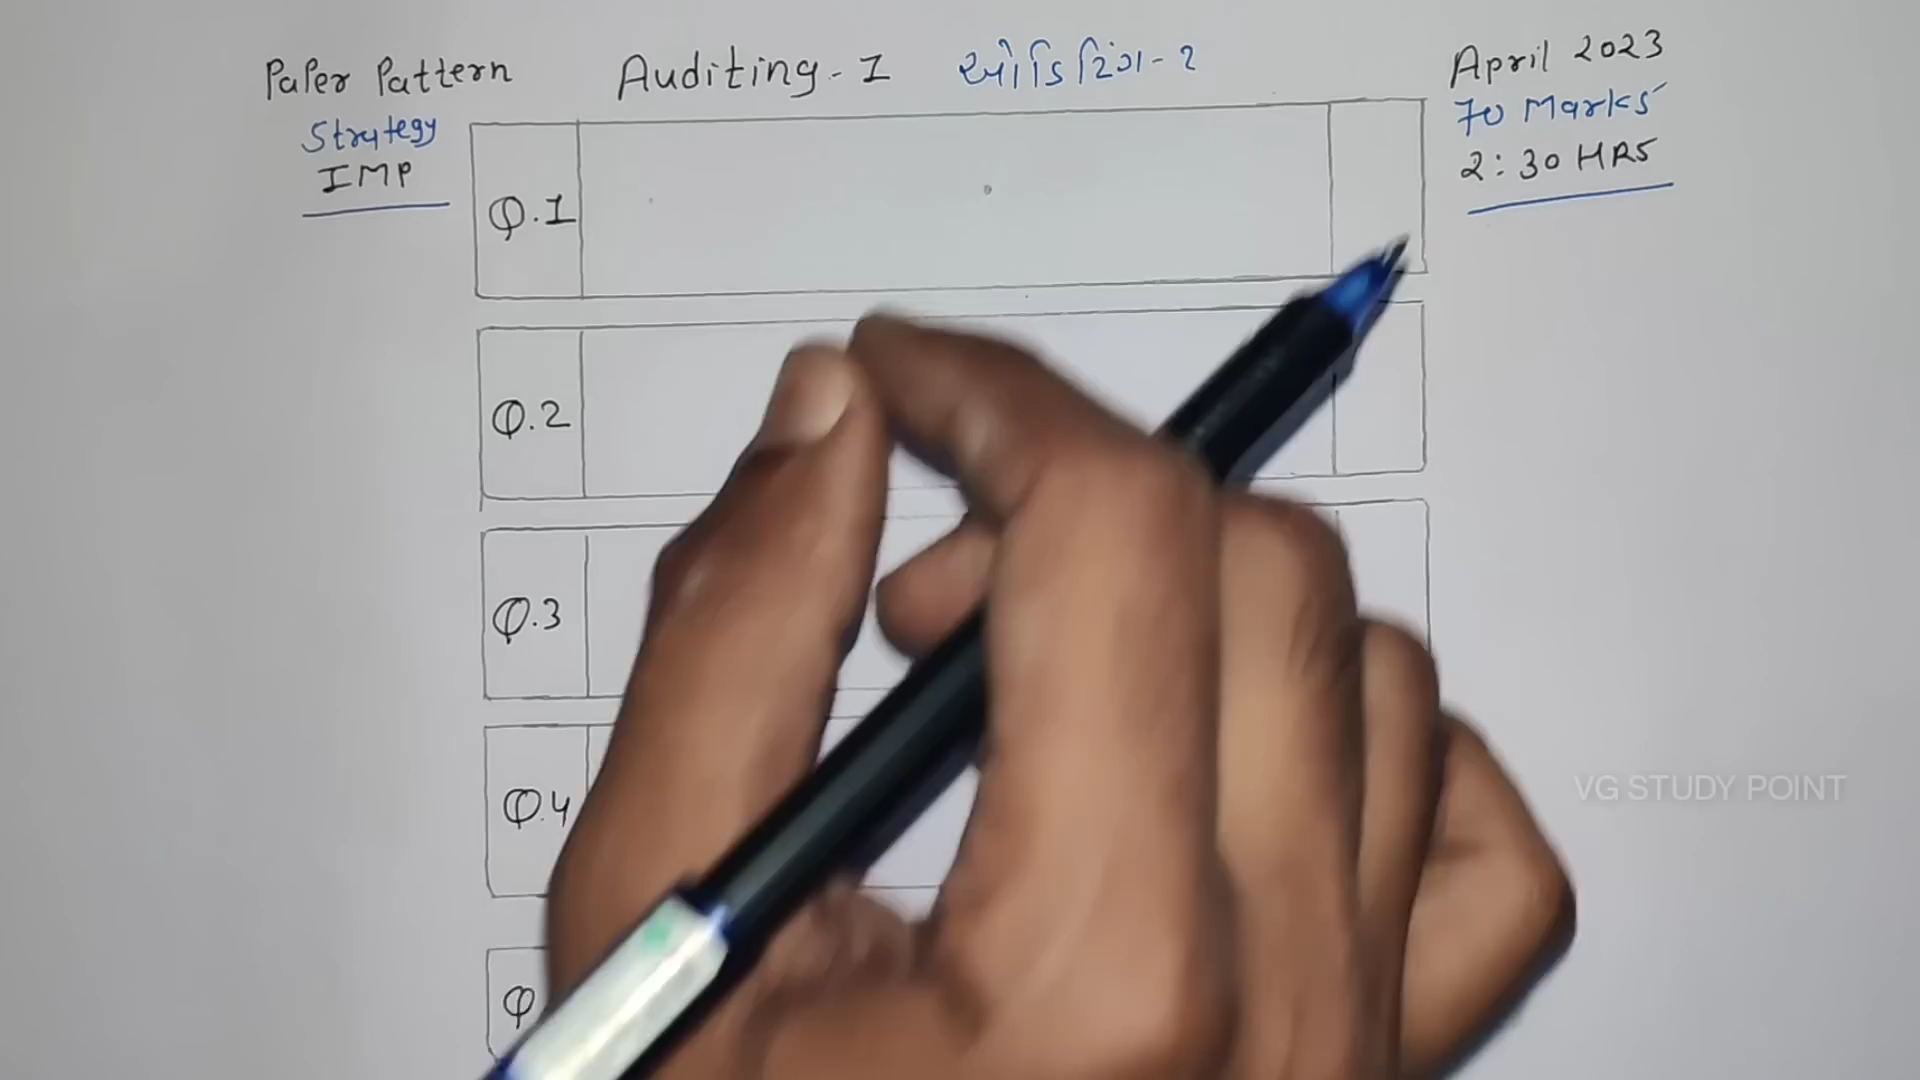 Paper Pattern
Strategy
IMP
Auditing - I ઓડિટિંગ - ૧
April 2023
70 Marks
2:30 HRS
Q.1
Q.2
Q.3
Q.4
Q
VG STUDY POINT